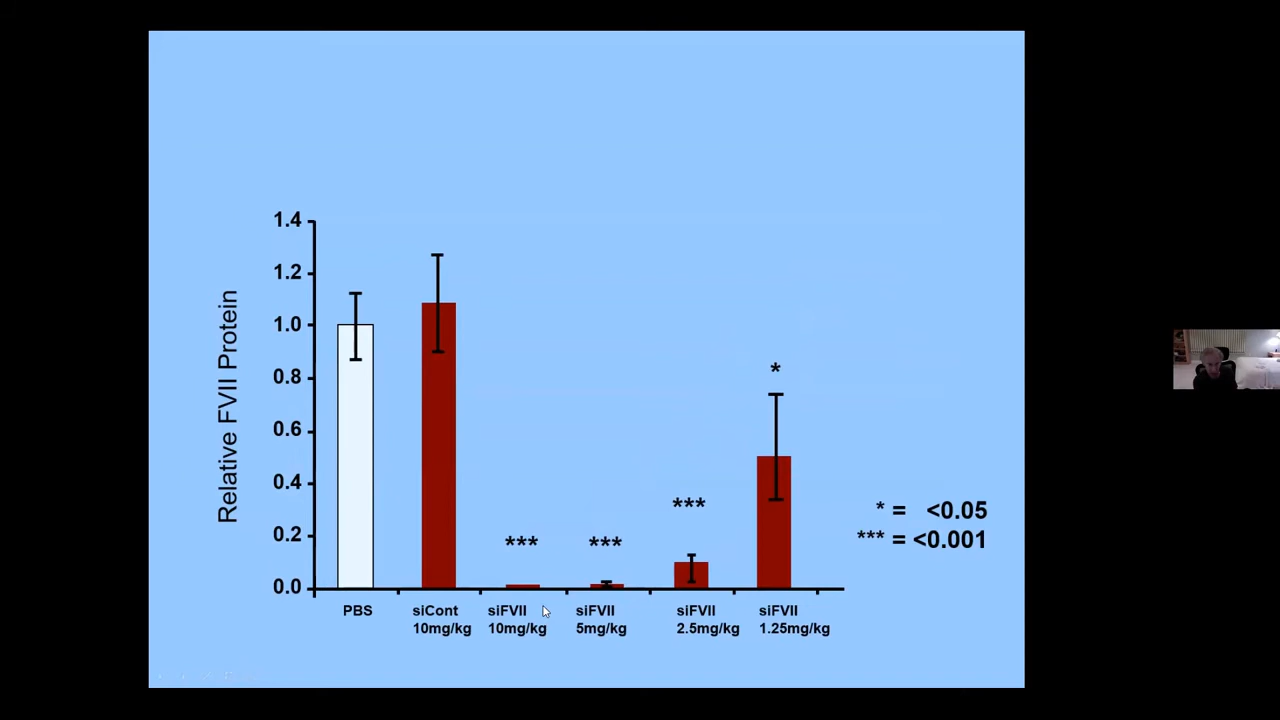 1.4
1.2
1.0
0.8
0.6
0.4
0.2
0.0
Relative FVII Protein
*
***
***
***
* = <0.05
*** = <0.001
PBS
siCont
10mg/kg
siFVII
10mg/kg
siFVII
5mg/kg
siFVII
2.5mg/kg
siFVII
1.25mg/kg